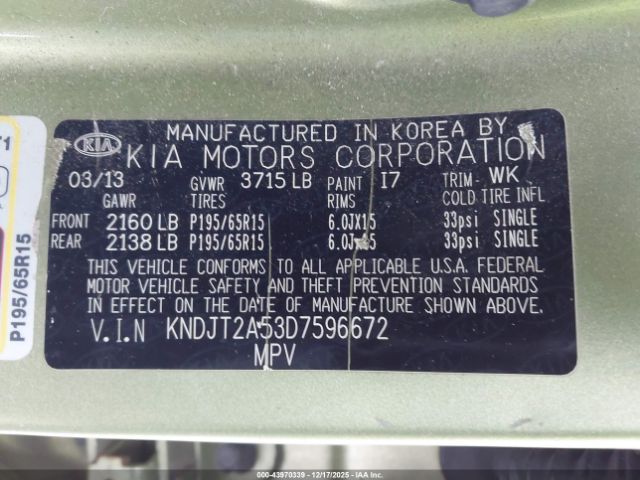 MANUFACTURED IN KOREA BY
KIA KIA MOTORS CORPORATION
03/13 GVWR 3715 LB PAINT I7 TRIM- WK
GAWR TIRES RIMS COLD TIRE INFL
FRONT 2160 LB P195/65R15 6.0JX15 33psi SINGLE
REAR 2138 LB P195/65R15 33psi SINGLE
THIS VEHICLE CONFORMS TO ALL APPLICABLE U.S.A. FEDERAL
MOTOR VEHICLE SAFETY AND THEFT PREVENTION STANDARDS
IN EFFECT ON THE DATE OF MANUFACTURE SHOWN ABOVE.
V.I.N KNDJT2A53D7596672
MPV
P195/65R15
IAA-43970339 | 12/17/2025 - Copyright IAA, LLC